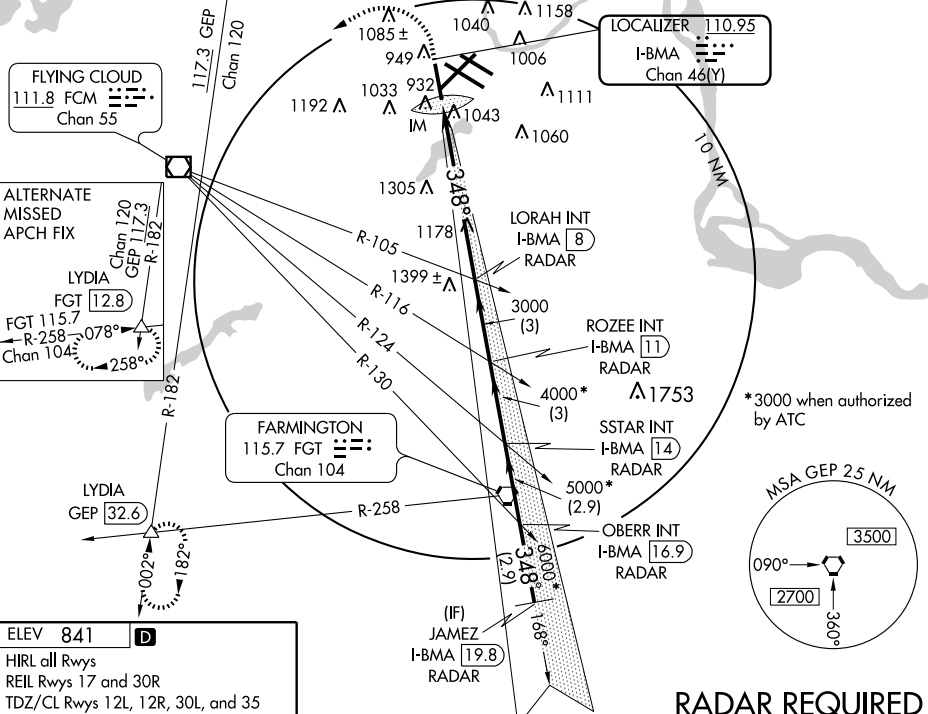 1158
1040
1085 ±
949
1006
LOCALIZER 110.95
I-BMA
Chan 46(Y)
117.3 GEP
Chan 120
FLYING CLOUD
111.8 FCM
Chan 55
1192
1033
932
1043
1111
IM
1060
10 NM
ALTERNATE
MISSED
APCH FIX
Chan 120
GEP 117.3
R-182
LYDIA
FGT 12.8
FGT 115.7
R-258
Chan 104
078°
258°
1305
348°
1178
R-105
LORAH INT
I-BMA 8
RADAR
1399 ±
R-116
3000
(3)
R-124
ROZEE INT
I-BMA 11
RADAR
R-130
R-182
4000*
(3)
1753
*3000 when authorized
by ATC
FARMINGTON
115.7 FGT
Chan 104
SSTAR INT
I-BMA 14
RADAR
5000*
(2.9)
LYDIA
GEP 32.6
R-258
OBERR INT
I-BMA 16.9
RADAR
MSA GEP 25 NM
3500
090°
2700
360°
002°
182°
348°
6000*
(2.9)
168°
(IF)
JAMEZ
I-BMA 19.8
RADAR
ELEV 841 D
HIRL all Rwys
REIL Rwys 17 and 30R
TDZ/CL Rwys 12L, 12R, 30L, and 35
RADAR REQUIRED